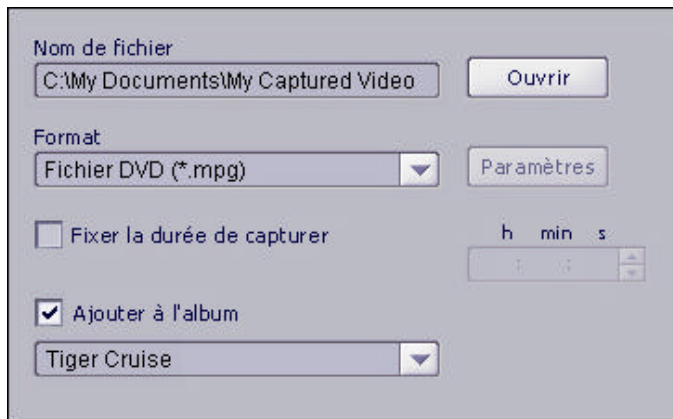 Nom de fichier
C:\My Documents\My Captured Video
Ouvrir
Format
Fichier DVD (*.mpg)
Paramètres
Fixer la durée de capturer
h min s
: :
Ajouter à l'album
Tiger Cruise